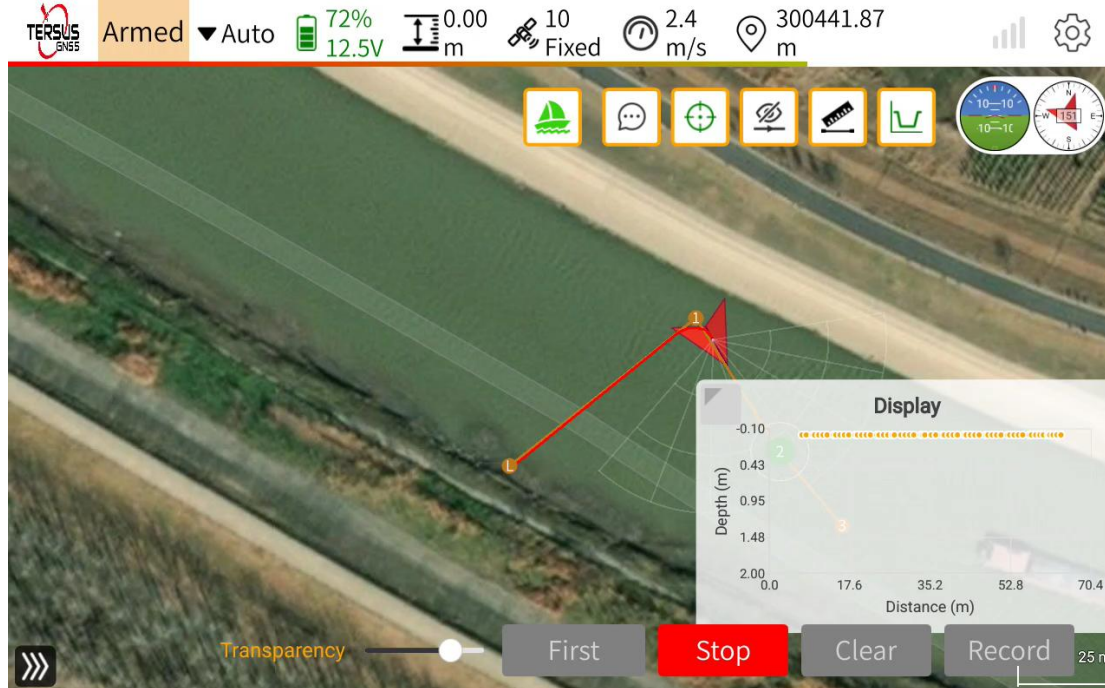 TERSUS
GNSS
Armed
Auto
72%
12.5V
0.00
m
10
Fixed
2.4
m/s
300441.87
m
10 10
-10 -10
N
W 151 E
S
1
L
2
3
Display
-0.10
0.43
0.95
1.48
2.00
Depth (m)
0.0 17.6 35.2 52.8 70.4
Distance (m)
Transparency
First
Stop
Clear
Record
25 m